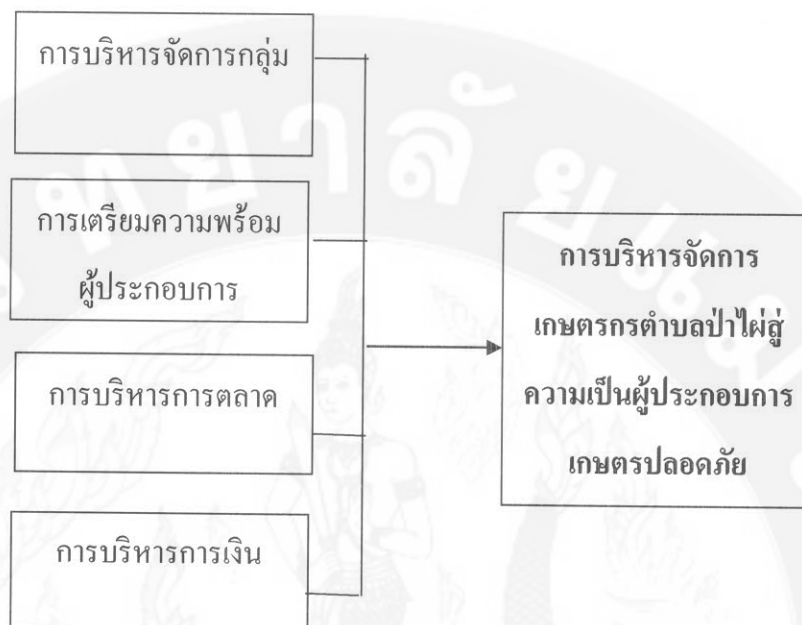 การบริหารจัดการกลุ่ม
การเตรียมความพร้อม
ผู้ประกอบการ
การบริหารการตลาด
การบริหารการเงิน
การบริหารจัดการ
เกษตรกรตำบลป่าไผ่สู่
ความเป็นผู้ประกอบการ
เกษตรปลอดภัย